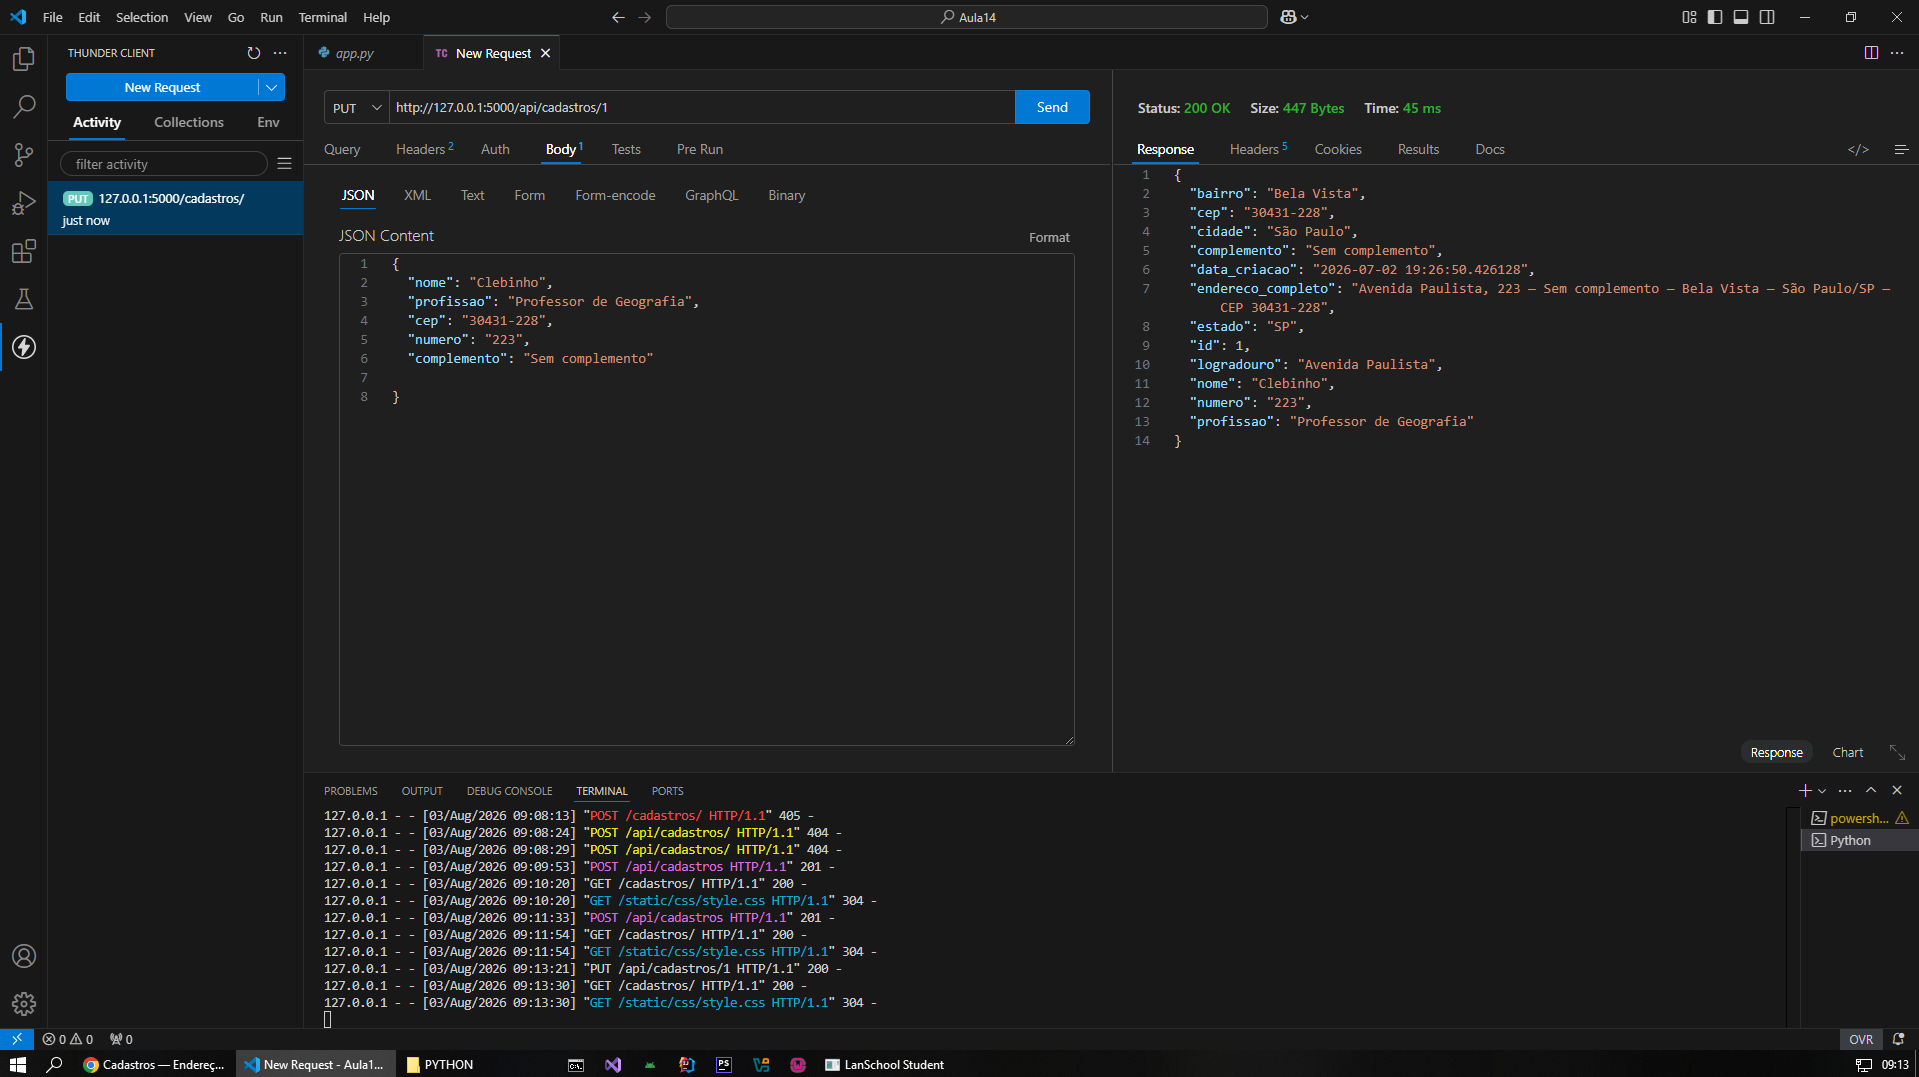 File Edit Selection View Go Run Terminal Help
Aula14
THUNDER CLIENT
New Request
Activity Collections Env
filter activity
PUT 127.0.0.1:5000/cadastros/
just now
app.py
TC New Request
PUT http://127.0.0.1:5000/api/cadastros/1 Send
Query Headers 2 Auth Body 1 Tests Pre Run
JSON XML Text Form Form-encode GraphQL Binary
JSON Content
Format
1 {
2 "nome": "Clebinho",
3 "profissao": "Professor de Geografia",
4 "cep": "30431-228",
5 "numero": "223",
6 "complemento": "Sem complemento"
7
8 }
Status: 200 OK Size: 447 Bytes Time: 45 ms
Response Headers 5 Cookies Results Docs </>
1 {
2 "bairro": "Bela Vista",
3 "cep": "30431-228",
4 "cidade": "São Paulo",
5 "complemento": "Sem complemento",
6 "data_criacao": "2026-07-02 19:26:50.426128",
7 "endereco_completo": "Avenida Paulista, 223 — Sem complemento — Bela Vista — São Paulo/SP —
CEP 30431-228",
8 "estado": "SP",
9 "id": 1,
10 "logradouro": "Avenida Paulista",
11 "nome": "Clebinho",
12 "numero": "223",
13 "profissao": "Professor de Geografia"
14 }
Response Chart
PROBLEMS OUTPUT DEBUG CONSOLE TERMINAL PORTS
127.0.0.1 - - [03/Aug/2026 09:08:13] "POST /cadastros/ HTTP/1.1" 405 -
127.0.0.1 - - [03/Aug/2026 09:08:24] "POST /api/cadastros/ HTTP/1.1" 404 -
127.0.0.1 - - [03/Aug/2026 09:08:29] "POST /api/cadastros/ HTTP/1.1" 404 -
127.0.0.1 - - [03/Aug/2026 09:09:53] "POST /api/cadastros HTTP/1.1" 201 -
127.0.0.1 - - [03/Aug/2026 09:10:20] "GET /cadastros/ HTTP/1.1" 200 -
127.0.0.1 - - [03/Aug/2026 09:10:20] "GET /static/css/style.css HTTP/1.1" 304 -
127.0.0.1 - - [03/Aug/2026 09:11:33] "POST /api/cadastros HTTP/1.1" 201 -
127.0.0.1 - - [03/Aug/2026 09:11:54] "GET /cadastros/ HTTP/1.1" 200 -
127.0.0.1 - - [03/Aug/2026 09:11:54] "GET /static/css/style.css HTTP/1.1" 304 -
127.0.0.1 - - [03/Aug/2026 09:13:21] "PUT /api/cadastros/1 HTTP/1.1" 200 -
127.0.0.1 - - [03/Aug/2026 09:13:30] "GET /cadastros/ HTTP/1.1" 200 -
127.0.0.1 - - [03/Aug/2026 09:13:30] "GET /static/css/style.css HTTP/1.1" 304 -
powersh...
Python
0 0 0
OVR
Cadastros — Endereç... New Request - Aula1... PYTHON PS LanSchool Student 09:13